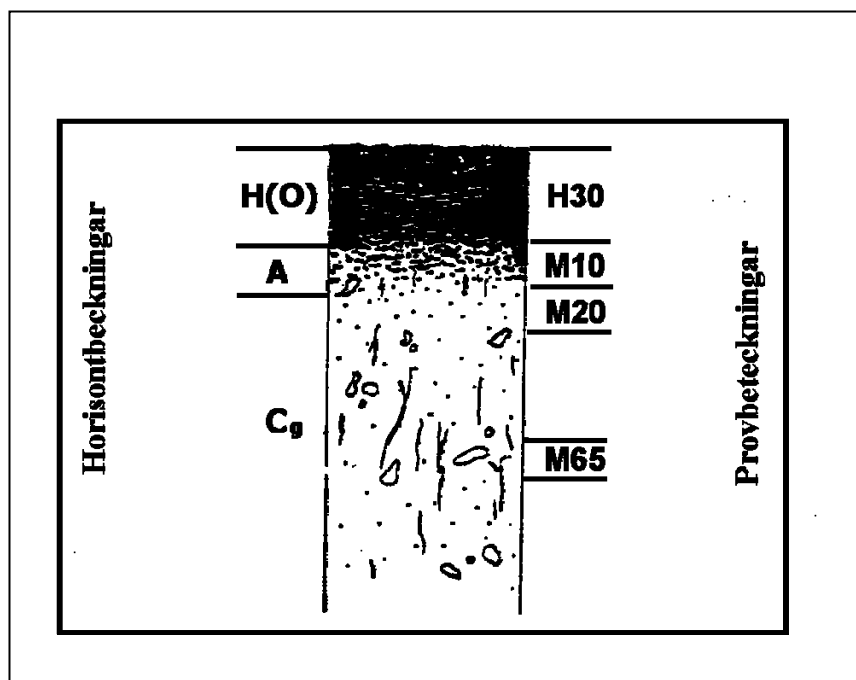 Horisontbeckningar
H(O)
A
Cg
H30
M10
M20
M65
Provbeteckningar